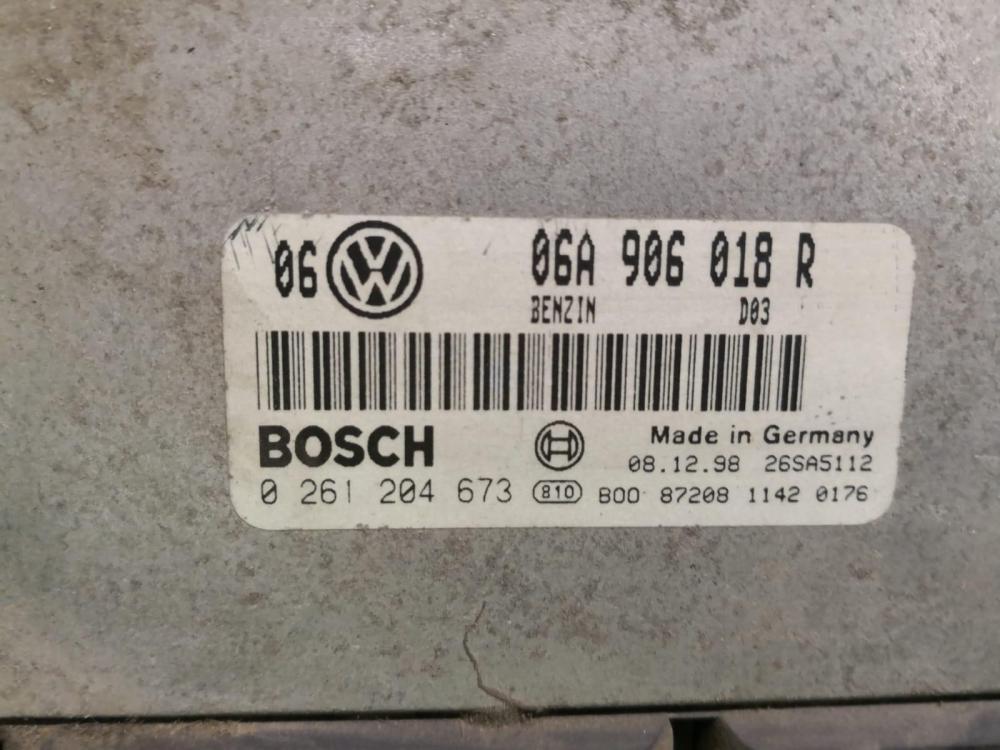 06 VW 06A 906 018 R
BENZIN D03
BOSCH
Made in Germany
08.12.98 26SA5112
0 261 204 673 810 B00 87208 1142 0176